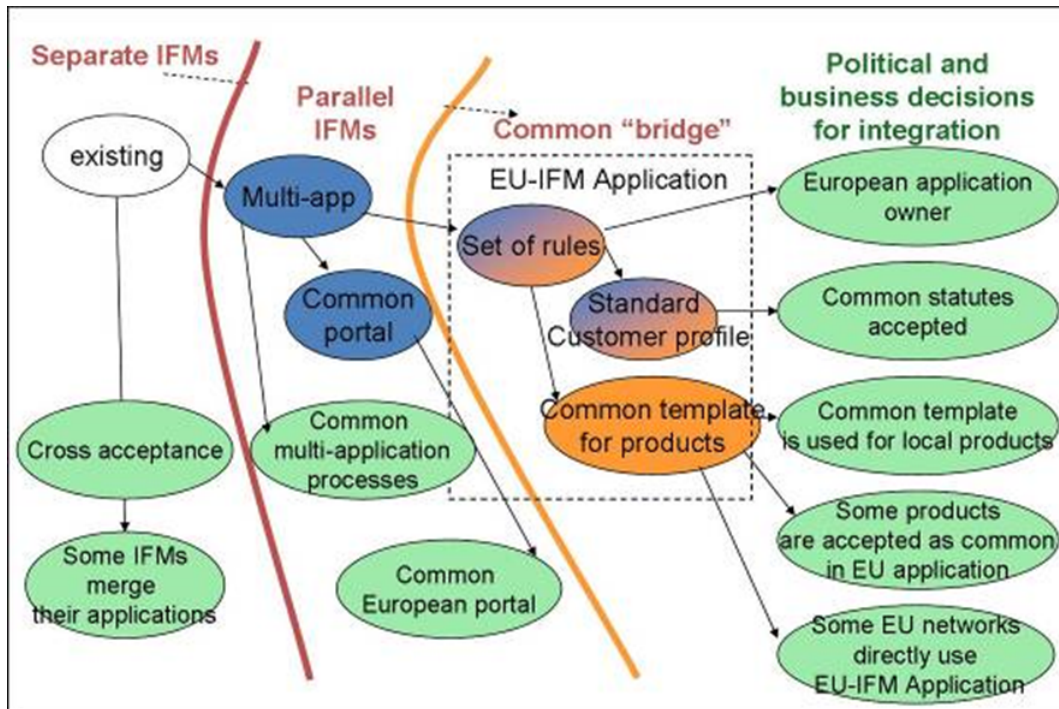 Separate IFMs
Parallel
IFMs
Common “bridge”
Political and
business decisions
for integration
existing
Multi-app
Common
portal
Cross acceptance
Some IFMs
merge
their applications
Common
multi-application
processes
Common
European portal
EU-IFM Application
Set of rules
Standard
Customer profile
Common template
for products
European application
owner
Common statutes
accepted
Common template
is used for local products
Some products
are accepted as common
in EU application
Some EU networks
directly use
EU-IFM Application